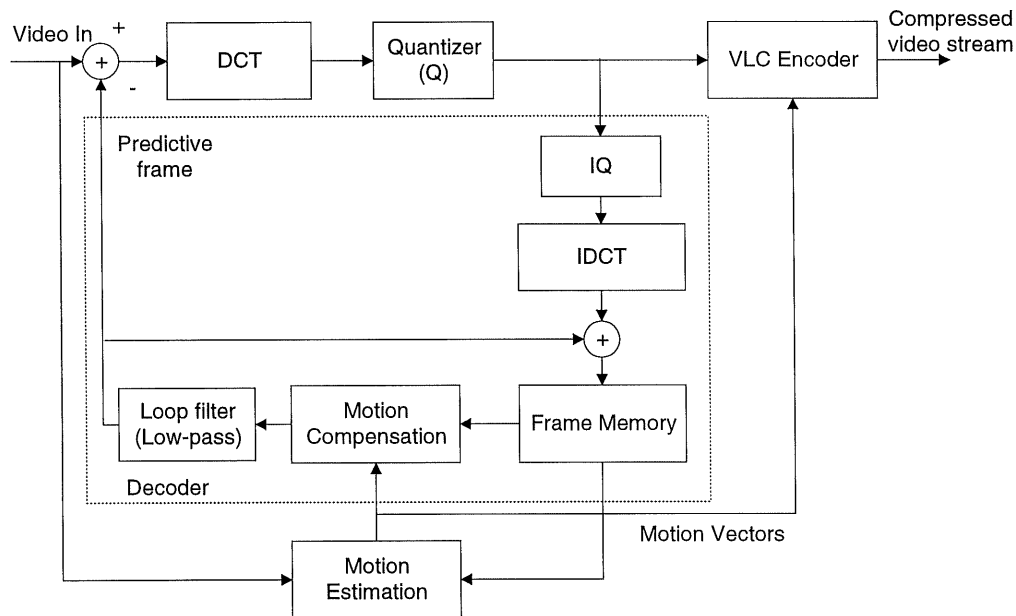 Video In
+
+
-
DCT
Quantizer
(Q)
VLC Encoder
Compressed
video stream
Predictive
frame
IQ
IDCT
+
Loop filter
(Low-pass)
Motion
Compensation
Frame Memory
Decoder
Motion Vectors
Motion
Estimation